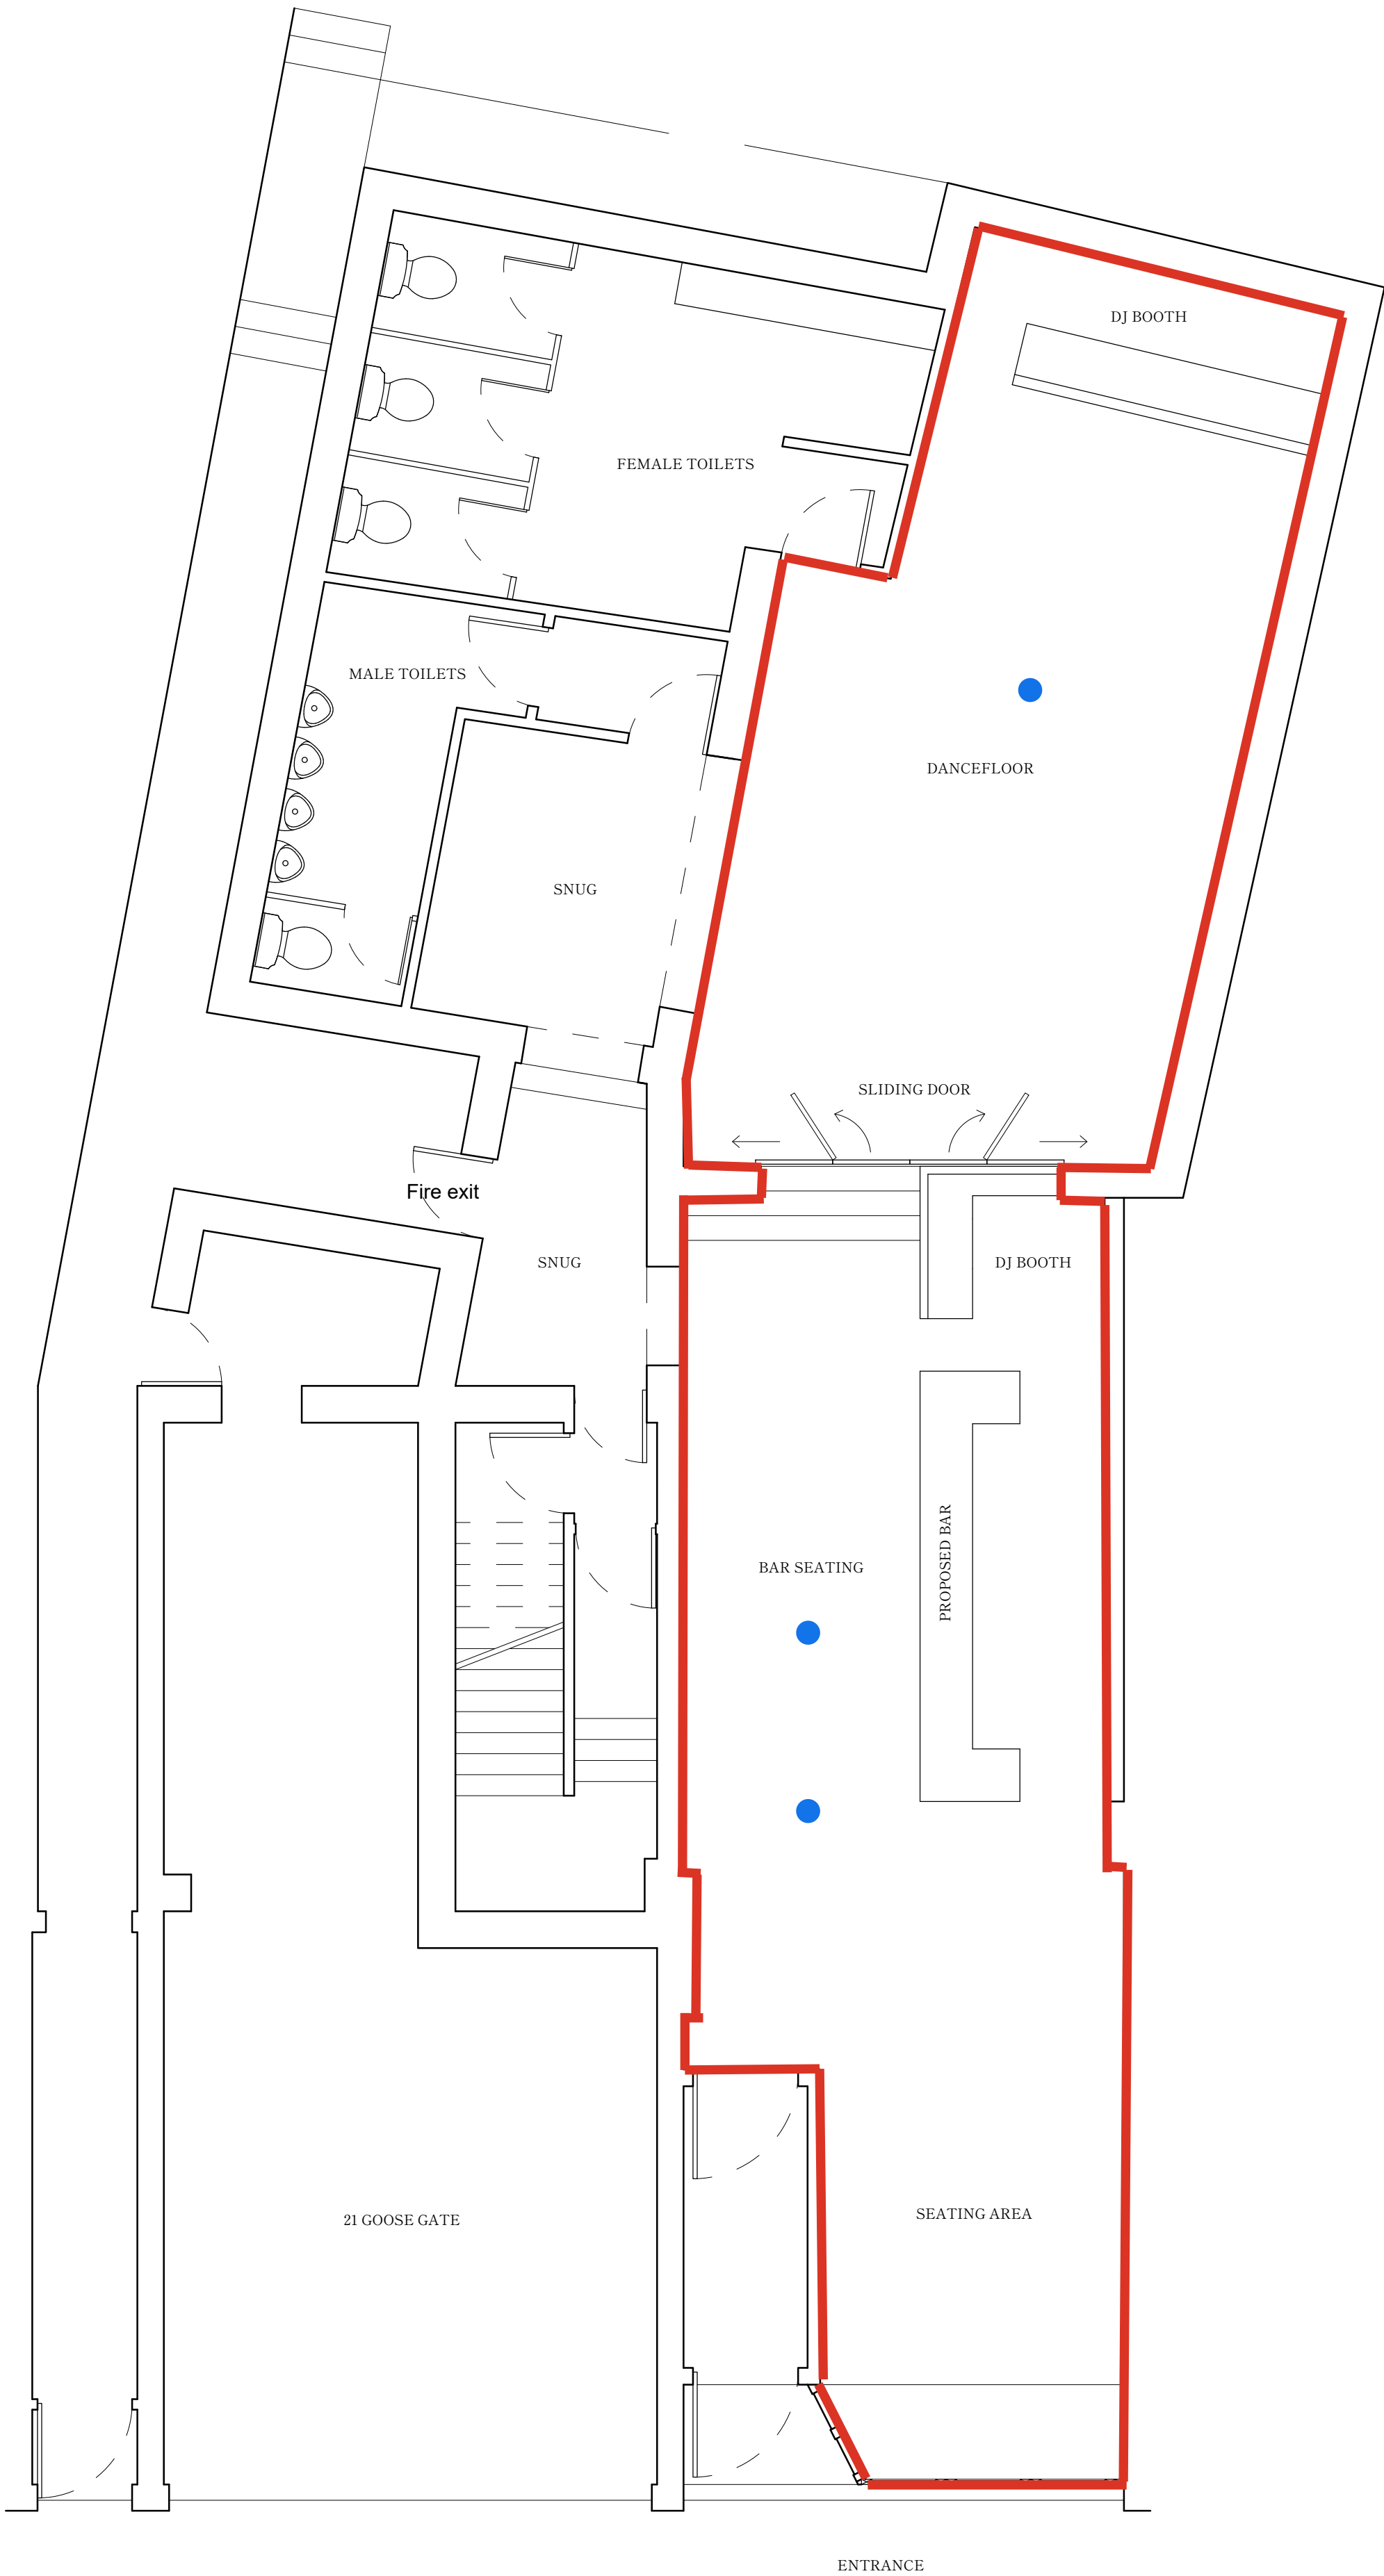 DJ BOOTH
FEMALE TOILETS
MALE TOILETS
DANCEFLOOR
SNUG
SLIDING DOOR
Fire exit
SNUG
DJ BOOTH
PROPOSED BAR
BAR SEATING
SEATING AREA
21 GOOSE GATE
ENTRANCE